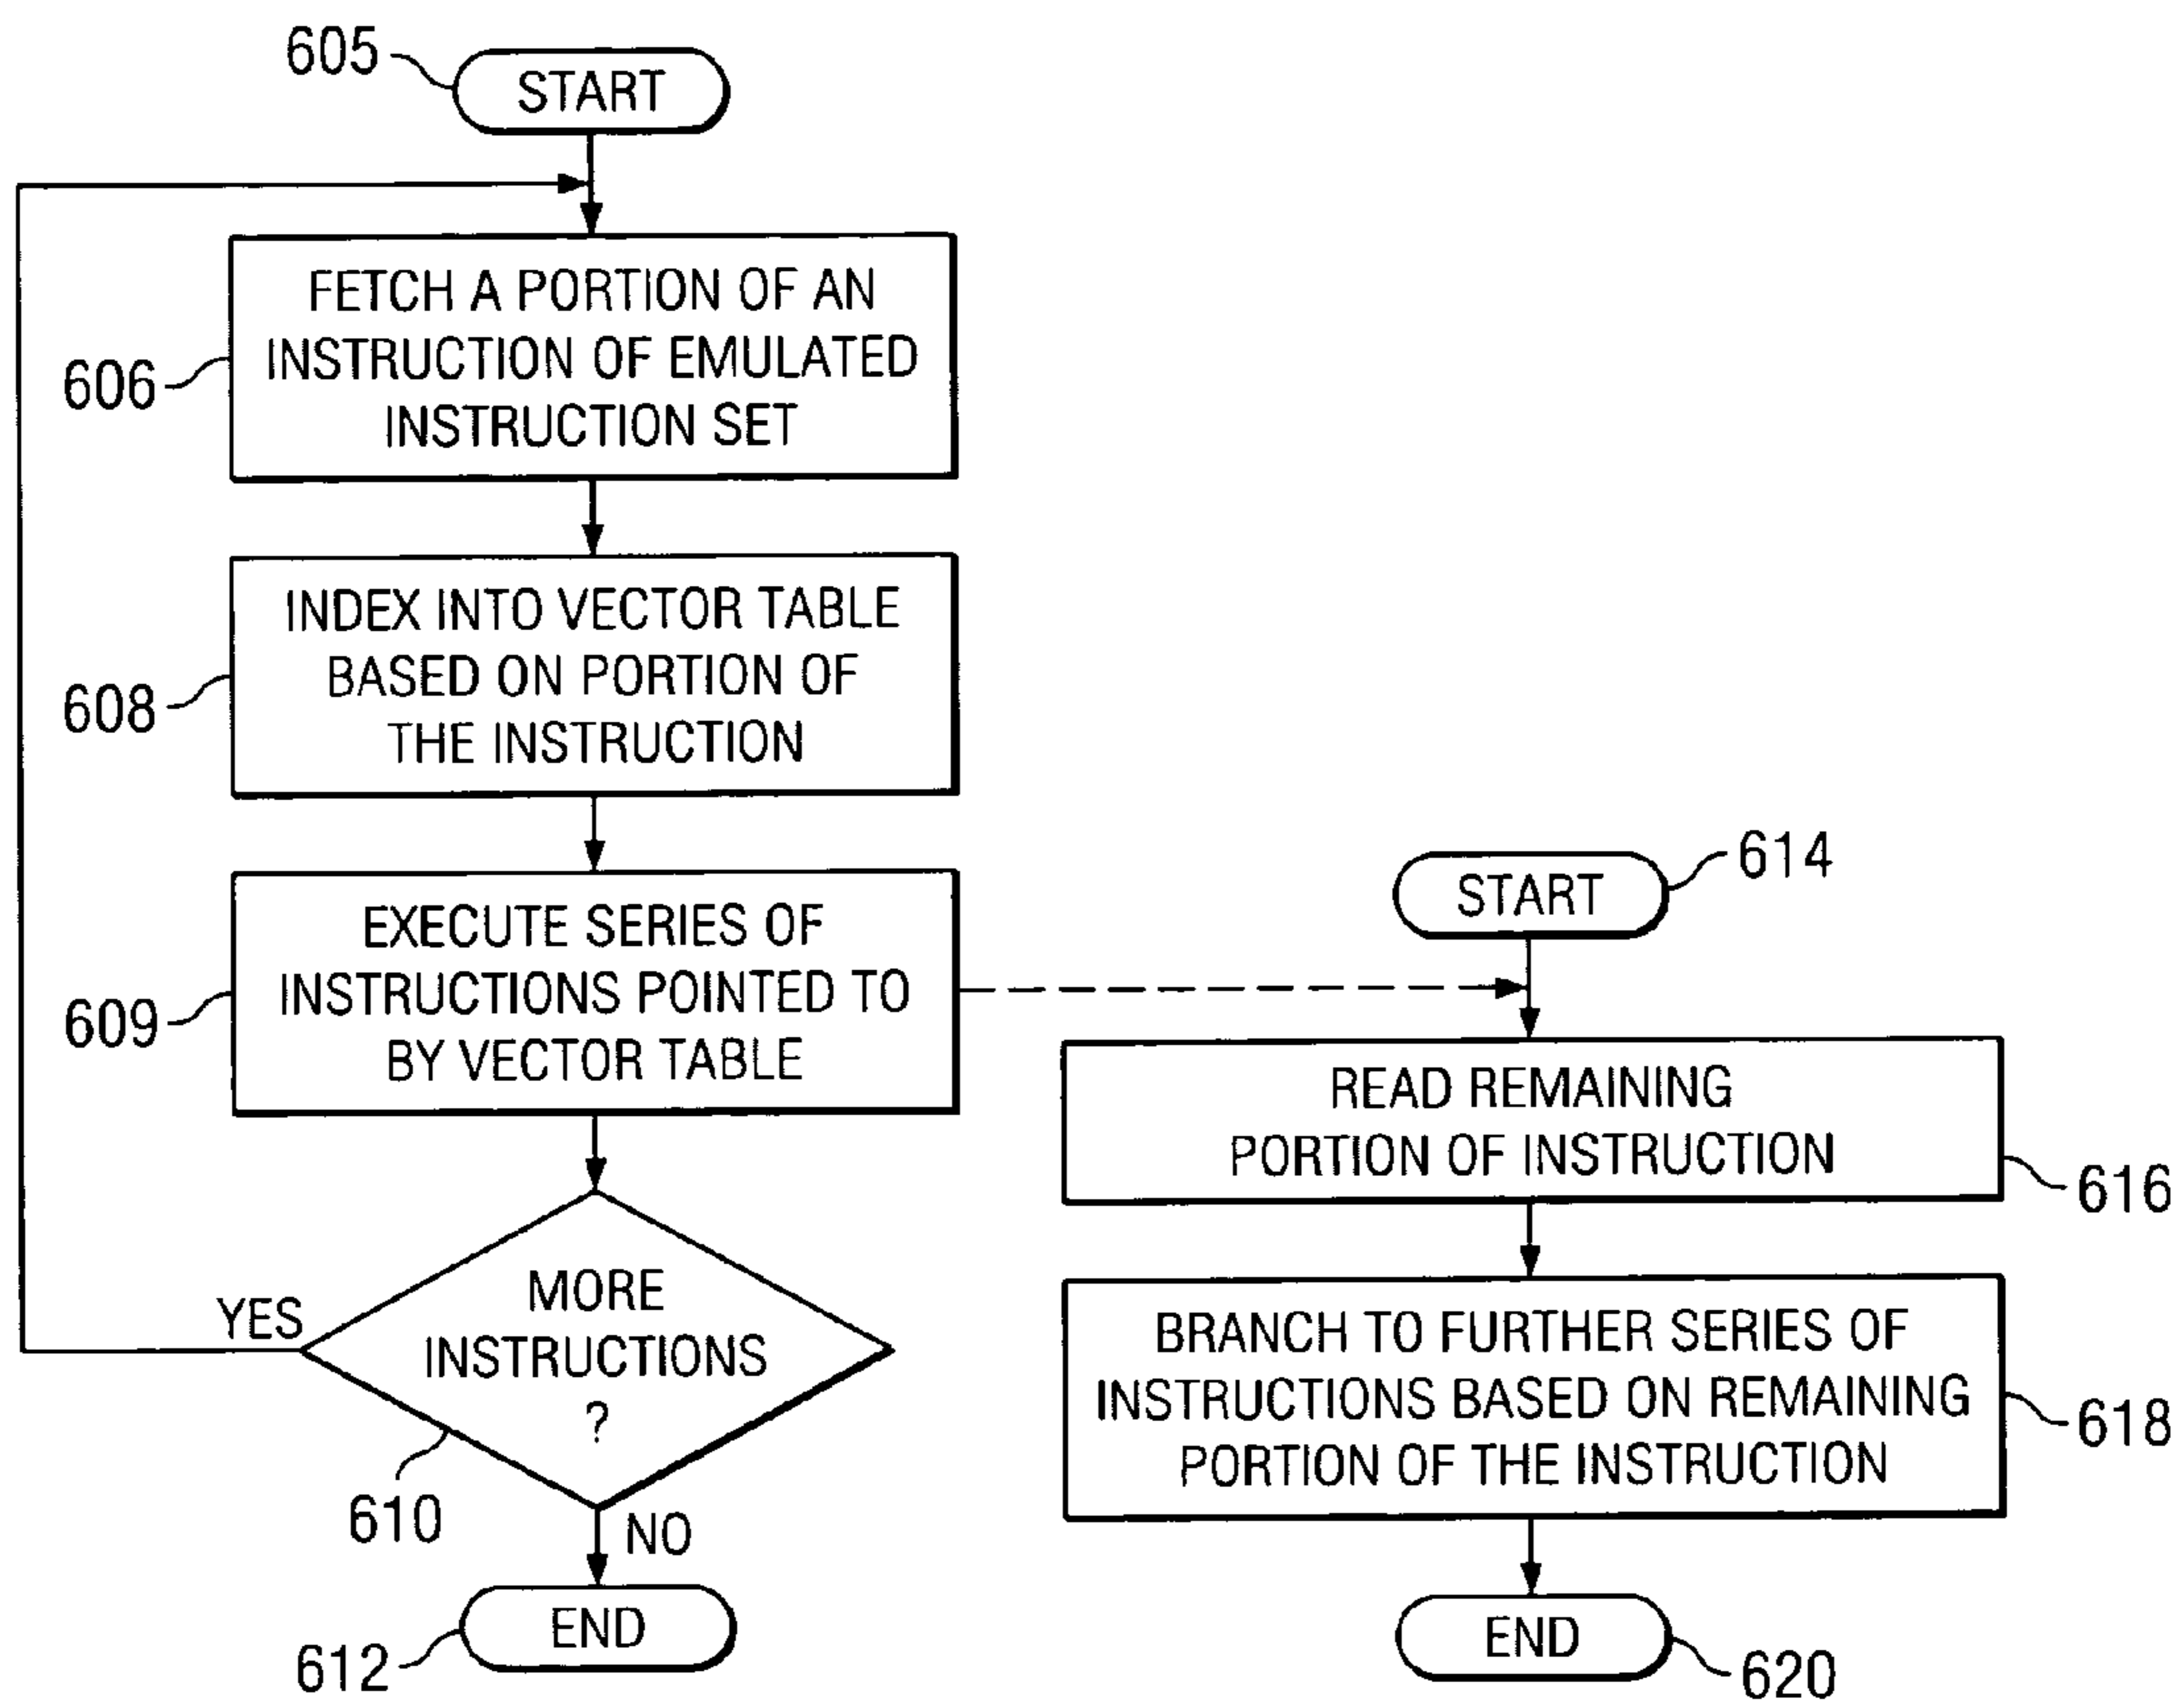 605
START
606
FETCH A PORTION OF AN
INSTRUCTION OF EMULATED
INSTRUCTION SET
608
INDEX INTO VECTOR TABLE
BASED ON PORTION OF
THE INSTRUCTION
609
EXECUTE SERIES OF
INSTRUCTIONS POINTED TO
BY VECTOR TABLE
YES
MORE
INSTRUCTIONS
?
610
NO
612
END
614
START
READ REMAINING
PORTION OF INSTRUCTION
616
BRANCH TO FURTHER SERIES OF
INSTRUCTIONS BASED ON REMAINING
PORTION OF THE INSTRUCTION
618
END
620